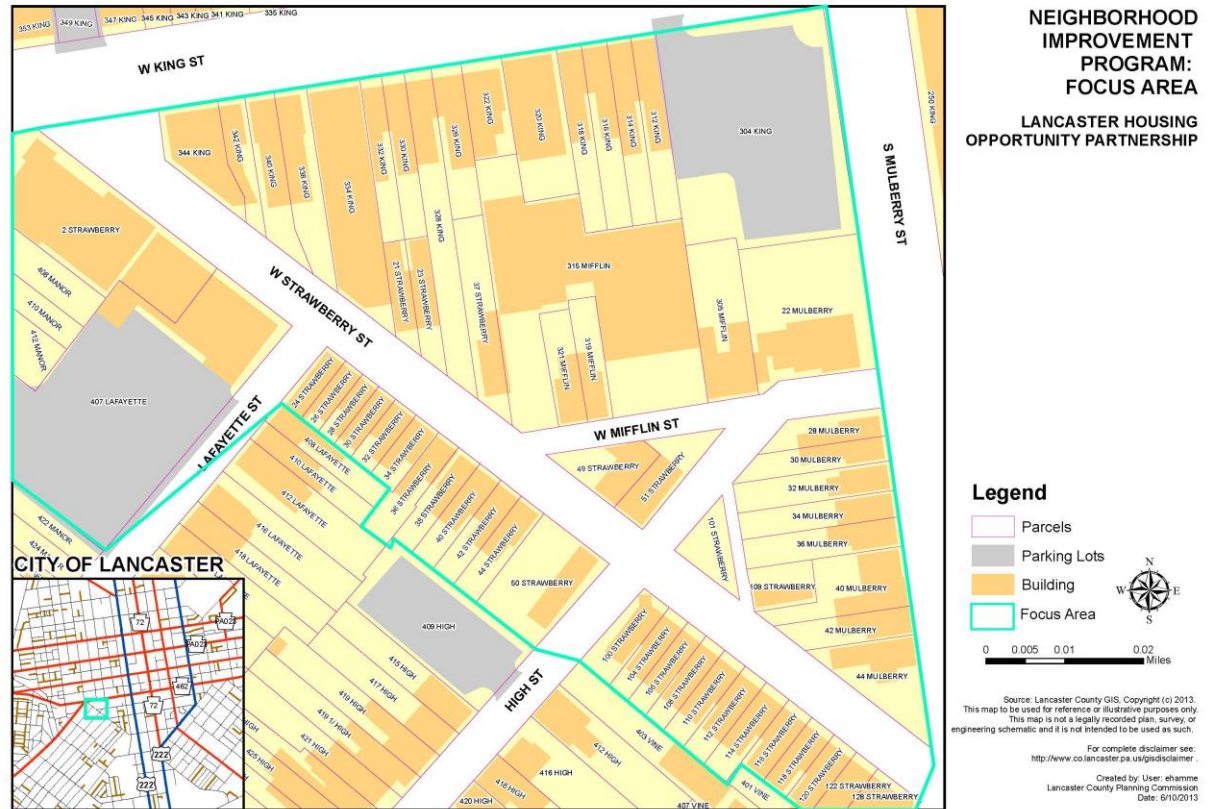 NEIGHBORHOOD
IMPROVEMENT
PROGRAM:
FOCUS AREA
LANCASTER HOUSING
OPPORTUNITY PARTNERSHIP
353 KING
349 KING
347 KING
345 KING
343 KING
341 KING
335 KING
W KING ST
344 KING
342 KING
340 KING
338 KING
334 KING
332 KING
330 KING
328 KING
326 KING
322 KING
320 KING
318 KING
316 KING
314 KING
312 KING
304 KING
250 KING
S MULBERRY ST
2 STRAWBERRY
408 MANOR
410 MANOR
412 MANOR
407 LAFAYETTE
W STRAWBERRY ST
21 STRAWBERRY
23 STRAWBERRY
37 STRAWBERRY
315 MIFFLIN
321 MIFFLIN
319 MIFFLIN
305 MIFFLIN
22 MULBERRY
W MIFFLIN ST
LAFAYETTE ST
24 STRAWBERRY
26 STRAWBERRY
28 STRAWBERRY
30 STRAWBERRY
32 STRAWBERRY
34 STRAWBERRY
36 STRAWBERRY
38 STRAWBERRY
40 STRAWBERRY
42 STRAWBERRY
44 STRAWBERRY
50 STRAWBERRY
408 LAFAYETTE
410 LAFAYETTE
412 LAFAYETTE
416 LAFAYETTE
418 LAFAYETTE
422 MANOR
49 STRAWBERRY
51 STRAWBERRY
101 STRAWBERRY
109 STRAWBERRY
28 MULBERRY
30 MULBERRY
32 MULBERRY
34 MULBERRY
36 MULBERRY
40 MULBERRY
42 MULBERRY
44 MULBERRY
409 HIGH
415 HIGH
417 HIGH
419 HIGH
419 1/ HIGH
421 HIGH
425 HIGH
HIGH ST
412 HIGH
416 HIGH
418 HIGH
420 HIGH
403 VINE
401 VINE
407 VINE
100 STRAWBERRY
104 STRAWBERRY
106 STRAWBERRY
108 STRAWBERRY
110 STRAWBERRY
112 STRAWBERRY
114 STRAWBERRY
116 STRAWBERRY
118 STRAWBERRY
120 STRAWBERRY
122 STRAWBERRY
128 STRAWBERRY
CITY OF LANCASTER
72
PA023
PA023
462
72
222
222
Legend
Parcels
Parking Lots
Building
Focus Area
N
W E
S
0 0.005 0.01 0.02
Miles
Source: Lancaster County GIS, Copyright (c) 2013.
This map to be used for reference or illustrative purposes only.
This map is not a legally recorded plan, survey, or
engineering schematic and it is not intended to be used as such.
For complete disclaimer see:
http://www.co.lancaster.pa.us/gisdisclaimer .
Created by: User: ehamme
Lancaster County Planning Commission
Date: 6/10/2013